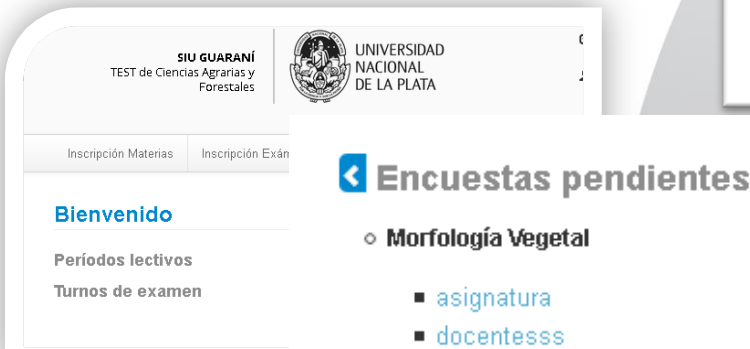 SIU GUARANÍ
TEST de Ciencias Agrarias y
Forestales
UNIVERSIDAD
NACIONAL
DE LA PLATA
Inscripción Materias
Bienvenido
Períodos lectivos
Turnos de examen
Encuestas pendientes
Morfología Vegetal
asignatura
docentesss